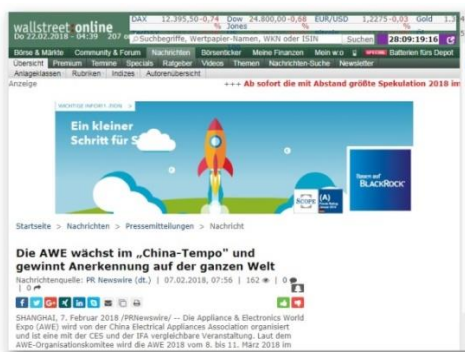 wallstreet:online
Do 22.02.2018 - 04:39
DAX 12.395,50 -0,74 % Dow Jones 24.800,00 -0,68 % EUR/USD 1,2275 -0,03 % Gold
Suchbegriffe, Wertpapier-Namen, WKN oder ISIN Suchen 28:09:19:16
Börse & Märkte Community & Forum Nachrichten Börsenticker Meine Finanzen Mein w:o Batterien fürs Depot
Übersicht Premium Termine Specials Ratgeber Videos Themen Nachrichten-Suche Newsletter
Anlageklassen Rubriken Indizes Autorenübersicht
Anzeige
+++ Ab sofort die mit Abstand größte Spekulation 2018 im
Ein kleiner
Schritt für
SCOPE (A)
BLACKROCK
Startseite > Nachrichten > Pressemitteilungen > Nachricht
Die AWE wächst im „China-Tempo" und
gewinnt Anerkennung auf der ganzen Welt
Nachrichtenquelle: PR Newswire (dt.) | 07.02.2018, 07:56 | 162 | 0
| 0
SHANGHAI, 7. Februar 2018 /PRNewswire/ -- Die Appliance & Electronics World
Expo (AWE) wird von der China Electrical Appliances Association organisiert
und ist eine mit der CES und der IFA vergleichbare Veranstaltung. Laut dem
AWE-Organisationskomitee wird die AWE 2018 vom 8. bis 11. März 2018 im